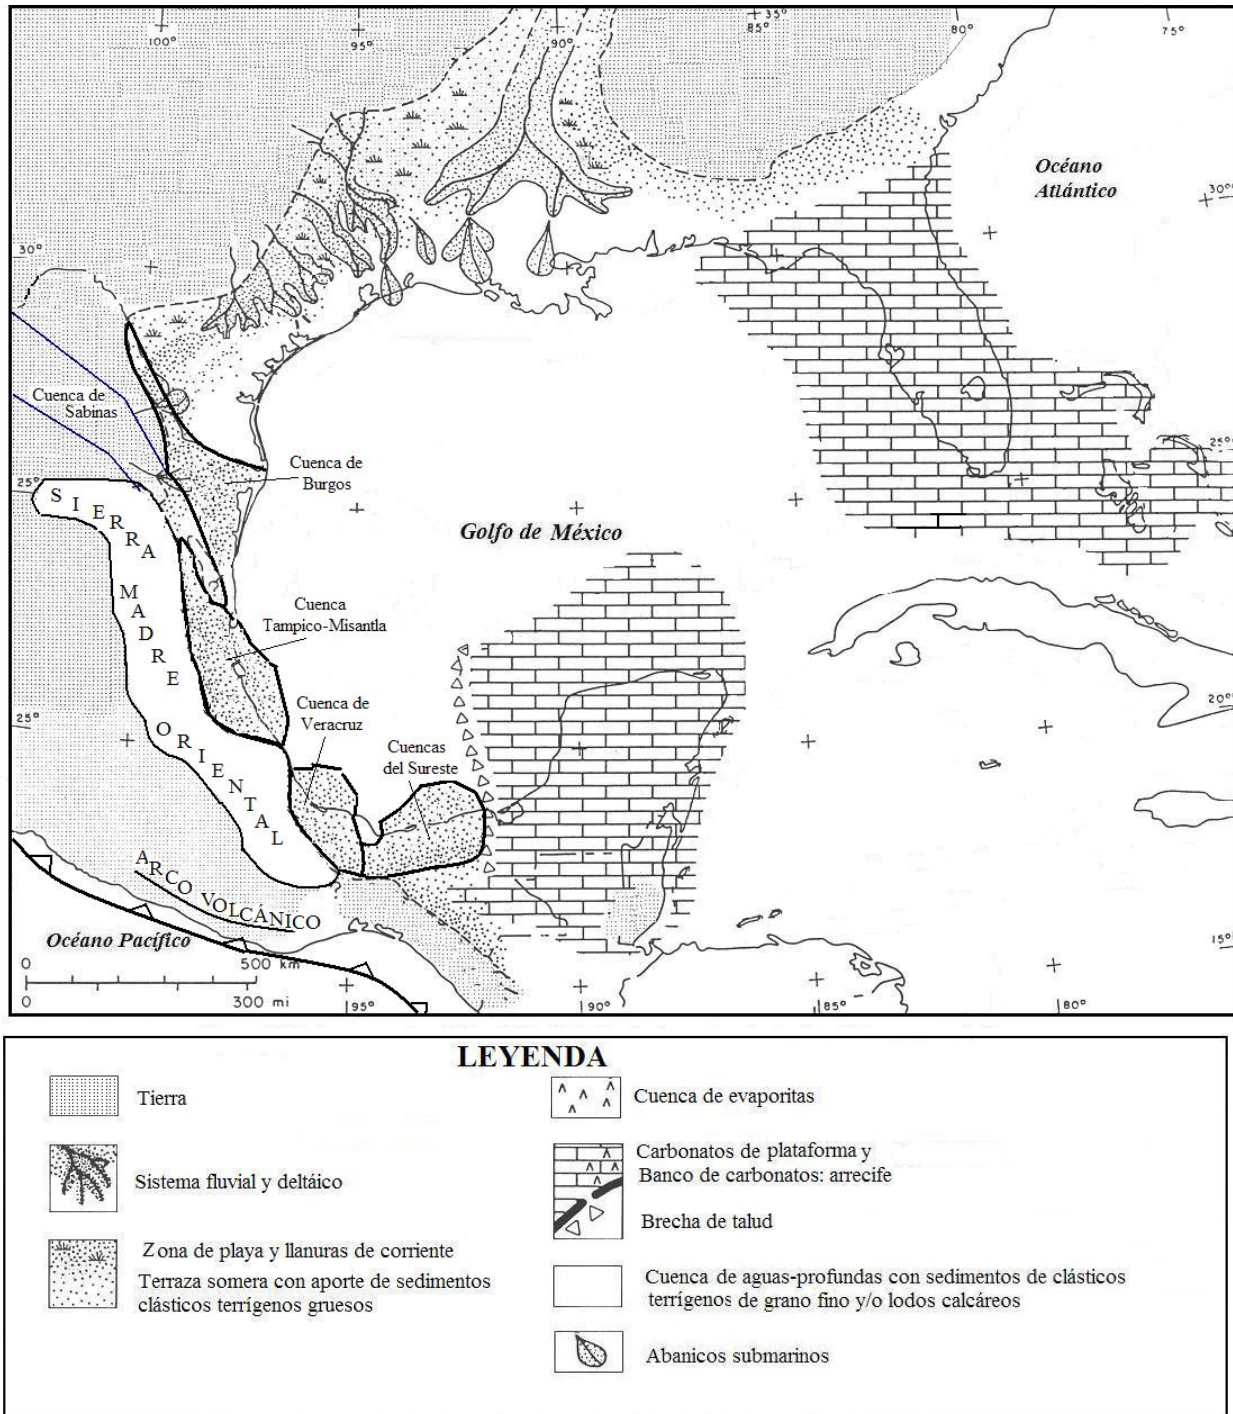 100°
95°
90°
85°
80°
75°
Océano
Atlántico
30°
30°
Cuenca de
Sabinas
Cuenca de
Burgos
25°
25°
SIERRA MADRE ORIENTAL
Golfo de México
Cuenca
Tampico-Misantla
Cuenca de
Veracruz
Cuencas
del Sureste
25°
20°
ARCO VOLCÁNICO
Océano Pacífico
15°
0 500 km
0 300 mi
95°
90°
85°
80°
LEYENDA
Tierra
Sistema fluvial y deltáico
Zona de playa y llanuras de corriente
Terraza somera con aporte de sedimentos
clásticos terrígenos gruesos
Cuenca de evaporitas
Carbonatos de plataforma y
Banco de carbonatos: arrecife
Brecha de talud
Cuenca de aguas-profundas con sedimentos de clásticos
terrígenos de grano fino y/o lodos calcáreos
Abanicos submarinos